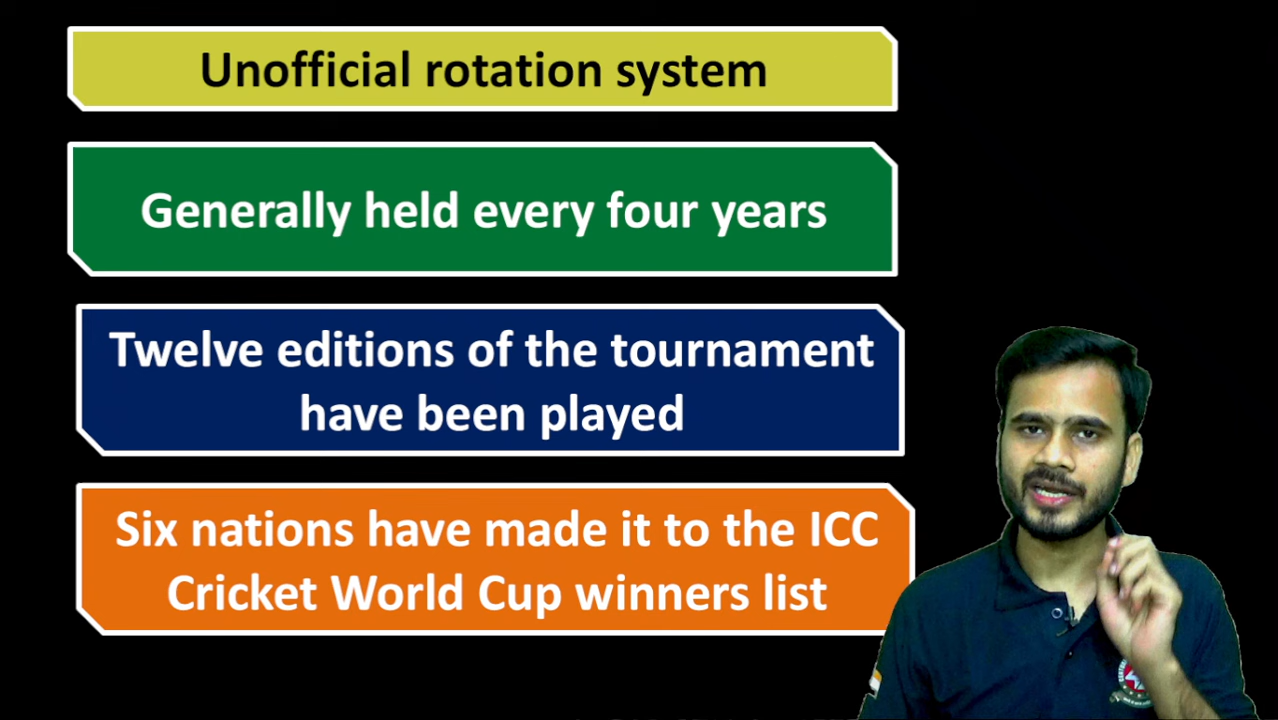 Unofficial rotation system
Generally held every four years
Twelve editions of the tournament
have been played
Six nations have made it to the ICC
Cricket World Cup winners list